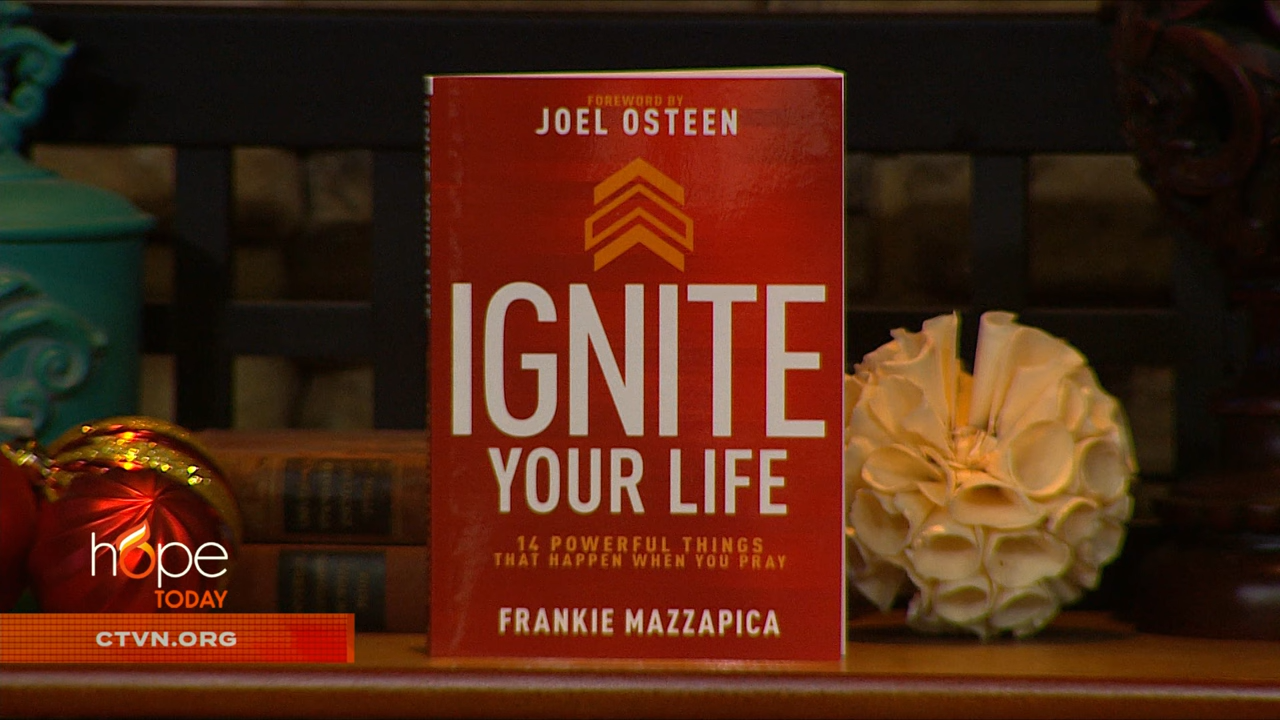 FOREWORD BY
JOEL OSTEEN
IGNITE
YOUR LIFE
14 POWERFUL THINGS
THAT HAPPEN WHEN YOU PRAY
FRANKIE MAZZAPICA
hope
TODAY
CTVN.ORG